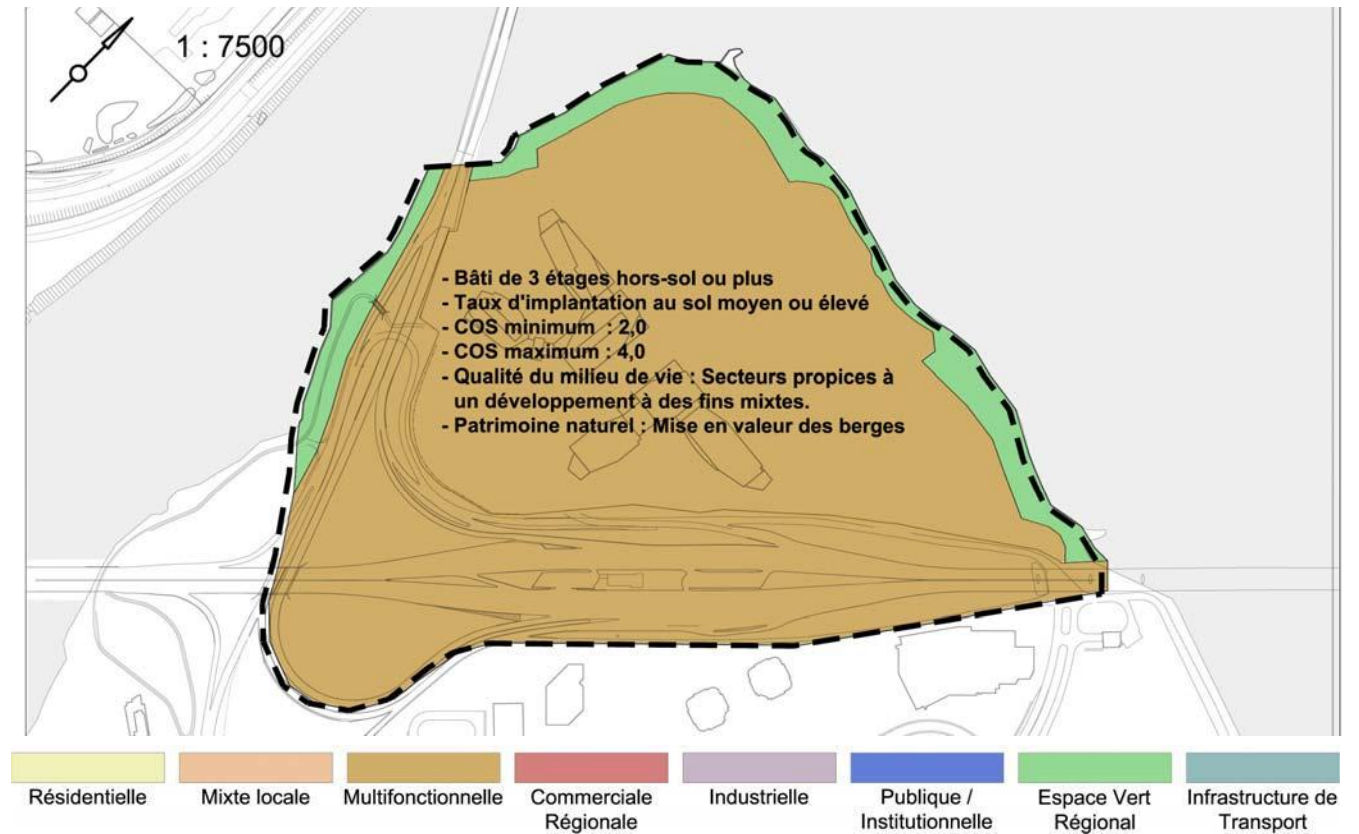 1 : 7500
- Bâti de 3 étages hors-sol ou plus
- Taux d'implantation au sol moyen ou élevé
- COS minimum : 2,0
- COS maximum : 4,0
- Qualité du milieu de vie : Secteurs propices à
un développement à des fins mixtes.
- Patrimoine naturel : Mise en valeur des berges
Résidentielle
Mixte locale
Multifonctionnelle
Commerciale
Régionale
Industrielle
Publique /
Institutionnelle
Espace Vert
Régional
Infrastructure de
Transport